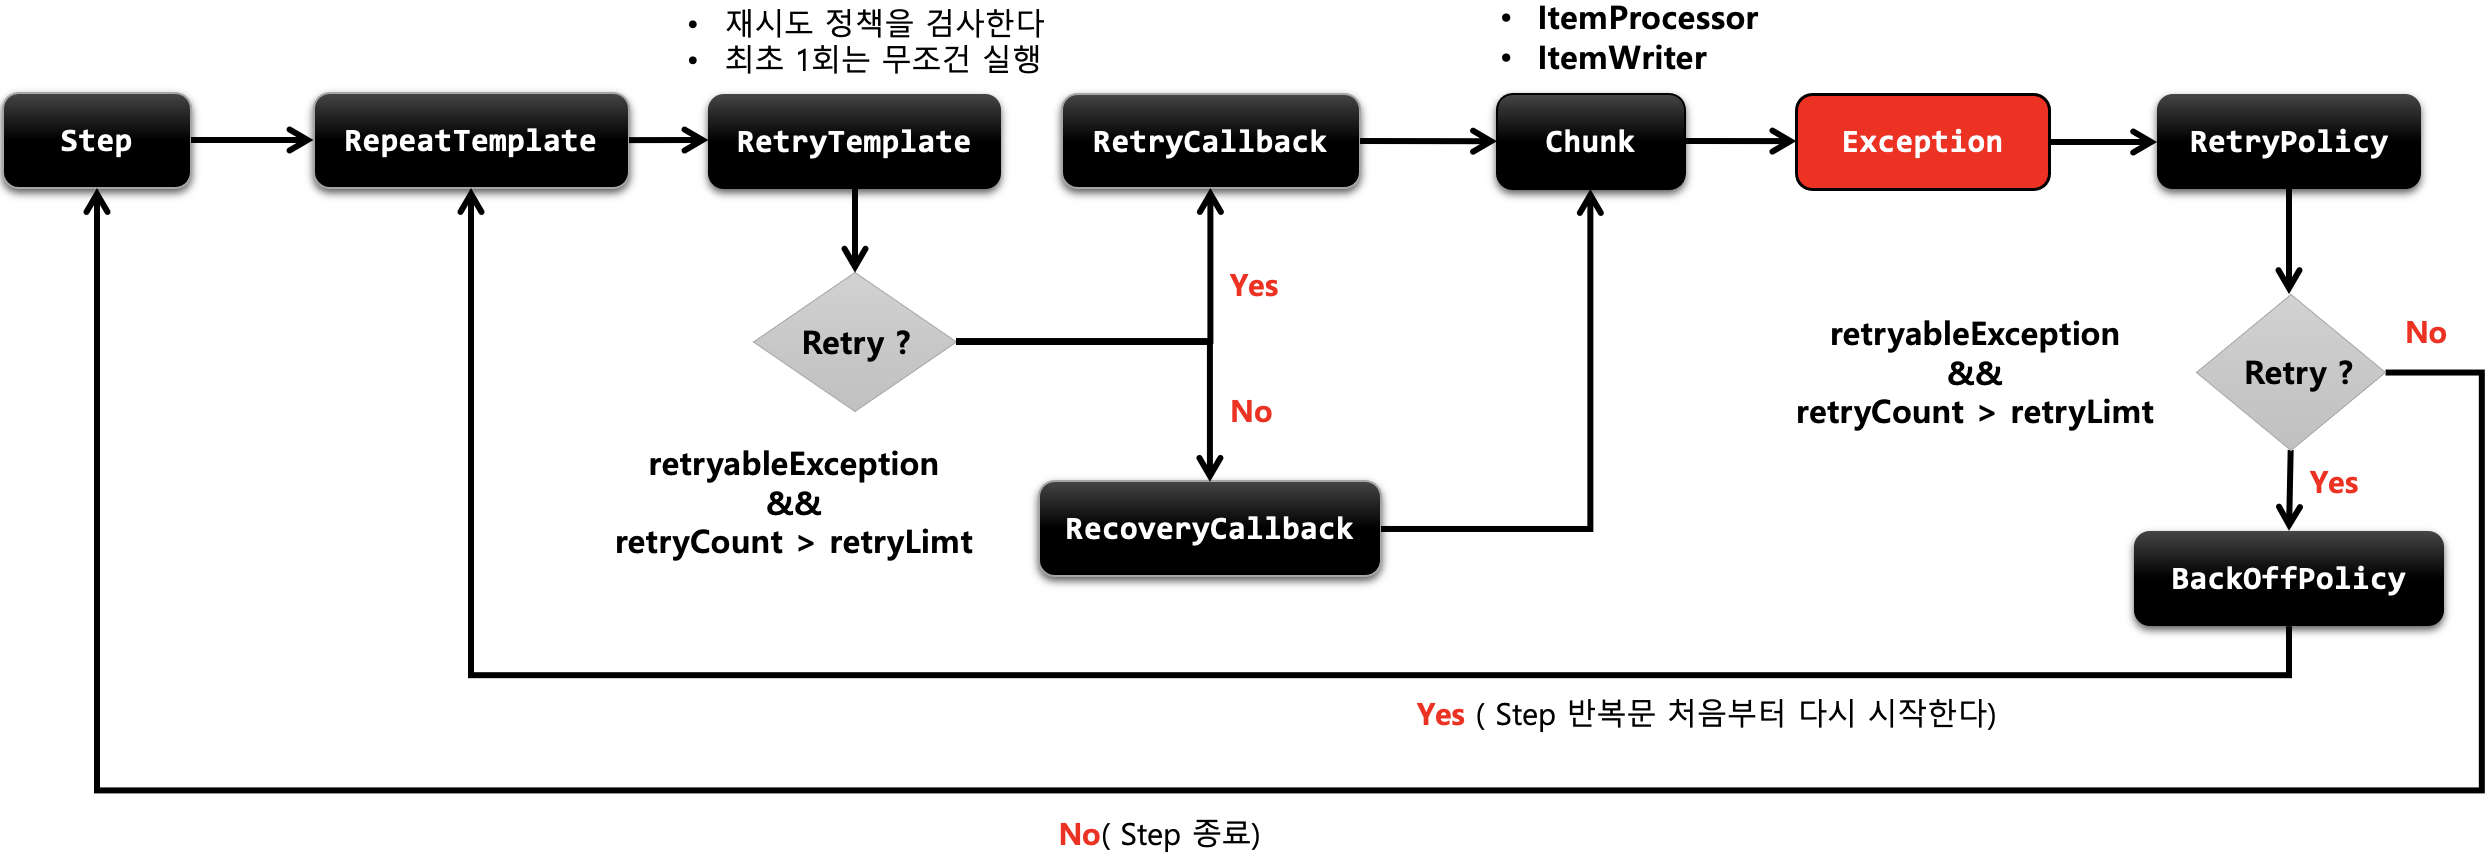 • 재시도 정책을 검사한다
• 최초 1회는 무조건 실행
• ItemProcessor
• ItemWriter
Step
RepeatTemplate
RetryTemplate
RetryCallback
Chunk
Exception
RetryPolicy
Retry ?
Yes
No
retryableException
&&
retryCount > retryLimt
RecoveryCallback
retryableException
&&
retryCount > retryLimt
Retry ?
No
Yes
BackOffPolicy
Yes ( Step 반복문 처음부터 다시 시작한다)
No( Step 종료)